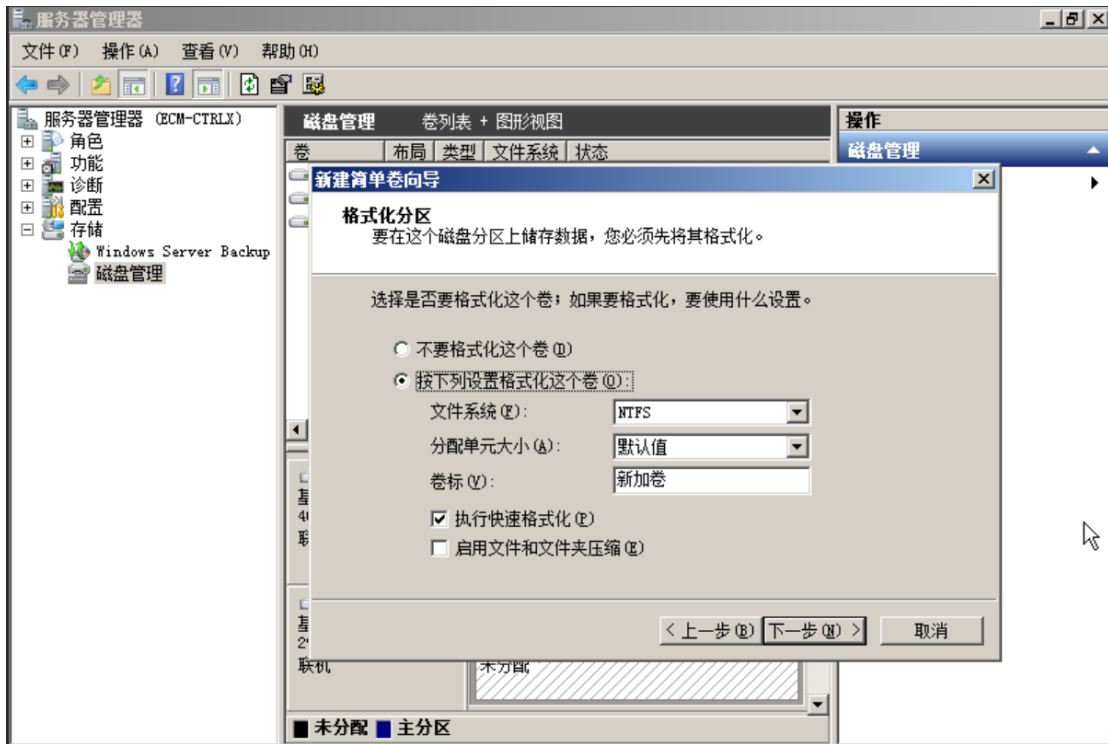 服务器管理器
文件(F) 操作(A) 查看(V) 帮助(H)
服务器管理器 (ECM-CTRLX)
角色
功能
诊断
配置
存储
Windows Server Backup
磁盘管理
磁盘管理 卷列表 + 图形视图
卷 布局 类型 文件系统 状态
操作
磁盘管理
新建简单卷向导
格式化分区
要在这个磁盘分区上储存数据，您必须先将其格式化。
选择是否要格式化这个卷；如果要格式化，要使用什么设置。
不要格式化这个卷(D)
按下列设置格式化这个卷(O):
文件系统(F): NTFS
分配单元大小(A): 默认值
卷标(V): 新加卷
执行快速格式化(P)
启用文件和文件夹压缩(E)
< 上一步(B) 下一步(N) > 取消
基
联
基
联机
未分配
未分配 主分区